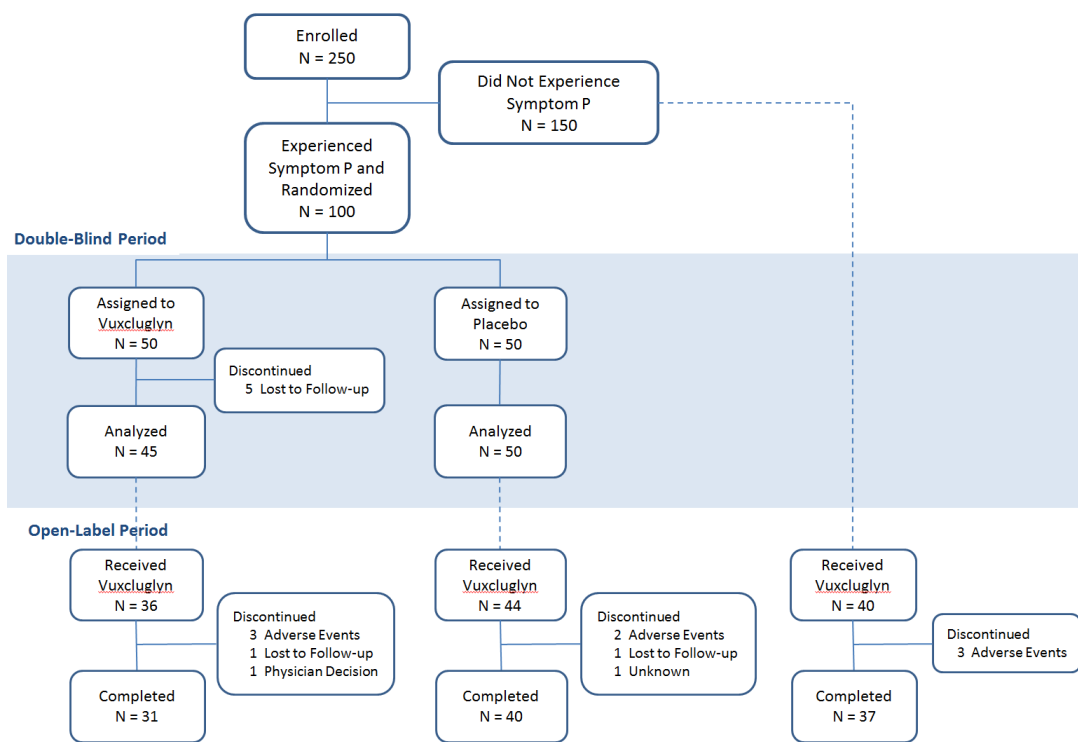 Enrolled
N = 250
Did Not Experience
Symptom P
N = 150
Experienced
Symptom P and
Randomized
N = 100
Double-Blind Period
Assigned to
Vuxcluglyn
N = 50
Assigned to
Placebo
N = 50
Discontinued
5 Lost to Follow-up
Analyzed
N = 45
Analyzed
N = 50
Open-Label Period
Received
Vuxcluglyn
N = 36
Received
Vuxcluglyn
N = 44
Received
Vuxcluglyn
N = 40
Discontinued
3 Adverse Events
1 Lost to Follow-up
1 Physician Decision
Discontinued
2 Adverse Events
1 Lost to Follow-up
1 Unknown
Discontinued
3 Adverse Events
Completed
N = 31
Completed
N = 40
Completed
N = 37